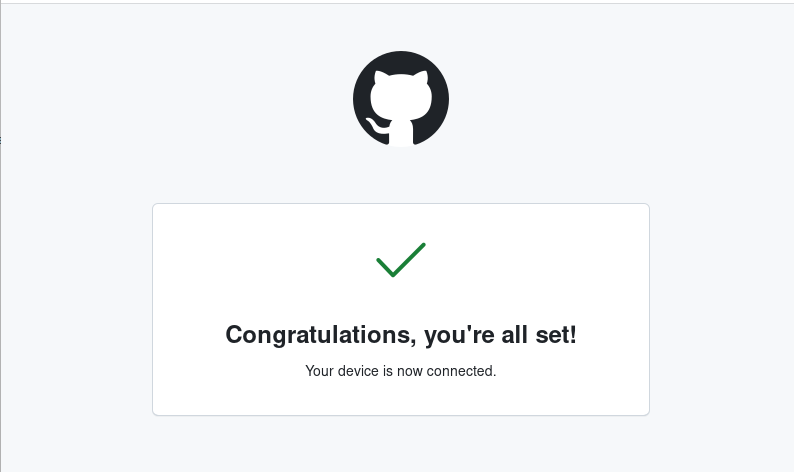 Congratulations, you're all set!
Your device is now connected.